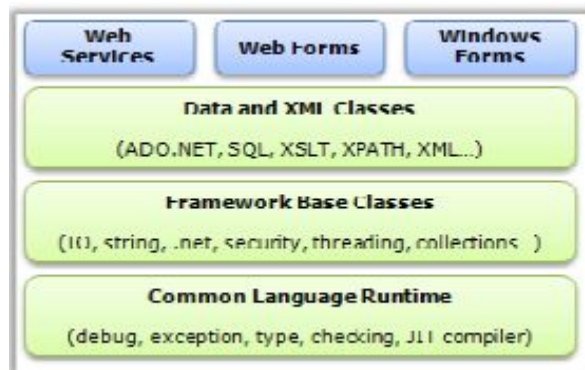 Web
Services
Web Forms
Windows
Forms
Data and XML Classes
(ADO.NET, SQL, XSLT, XPATH, XML...)
Framework Base Classes
(IO, string, .net, security, threading, collections..)
Common Language Runtime
(debug, exception, type, checking, JIT compiler)